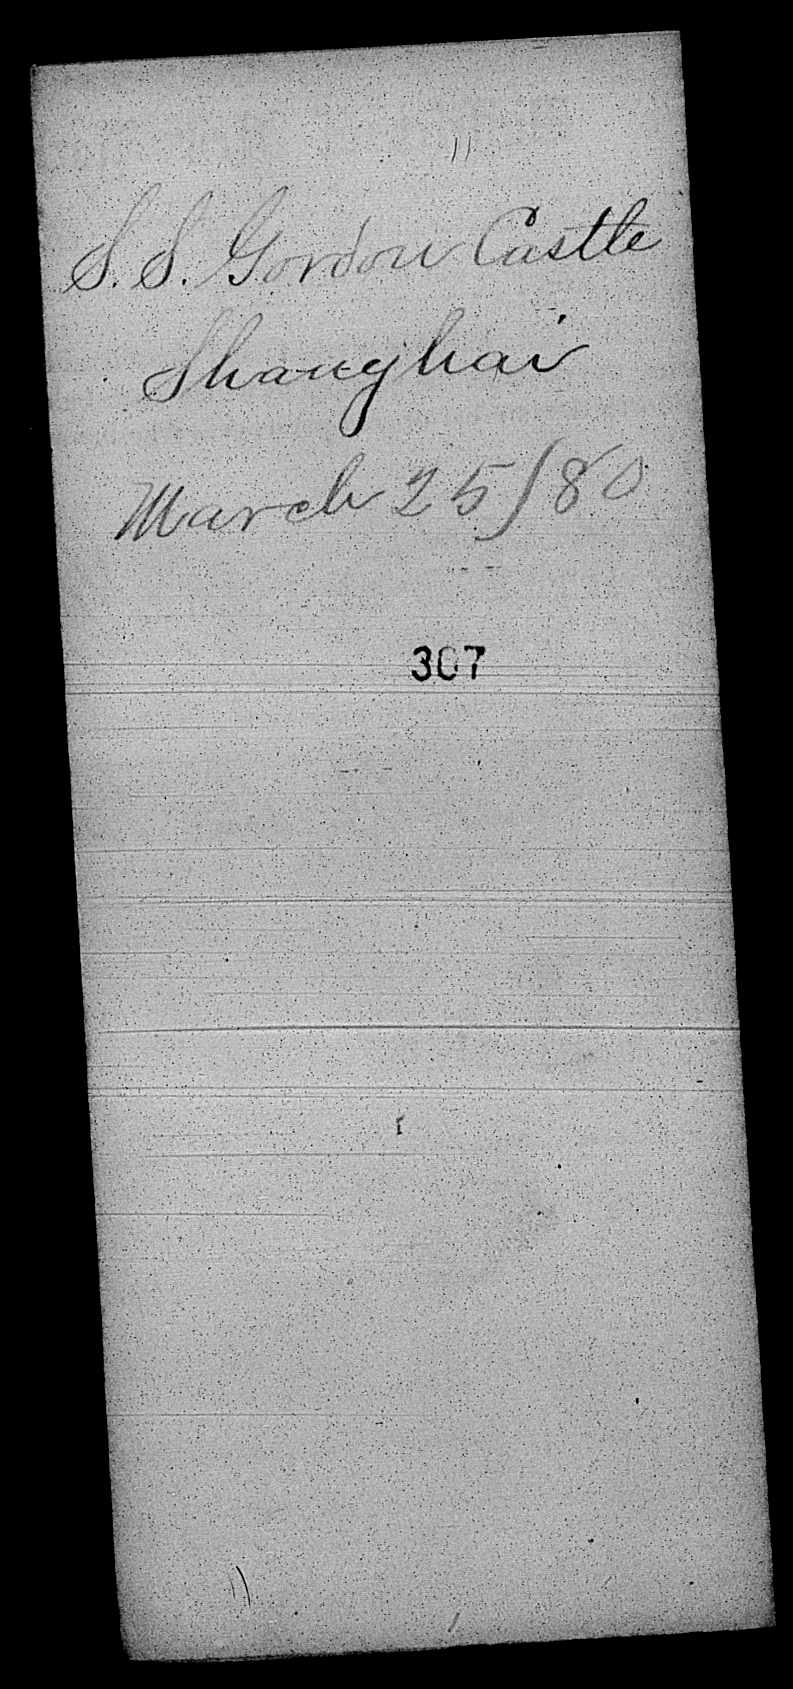 S. S. Gordon Castle
Shanghai
March 25/80
307